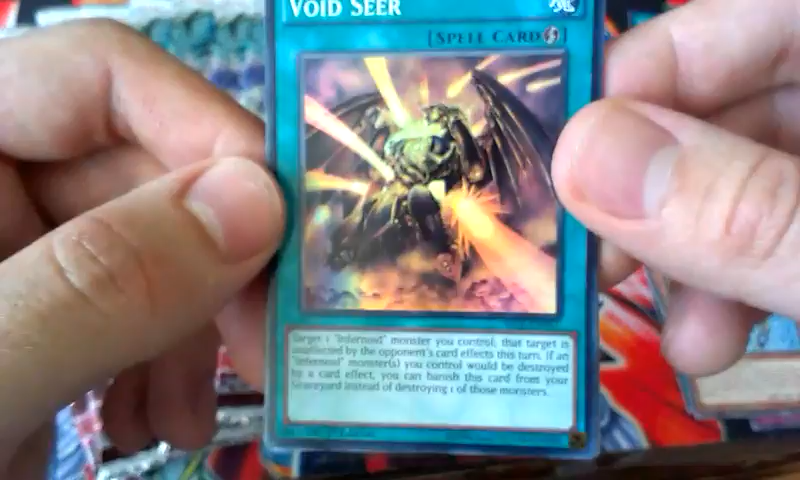 VOID SEER
[SPELL CARD]
Target 1 "Infernoid" monster you control; that target is
unaffected by the opponent's card effects this turn. If an
"Infernoid" monster(s) you control would be destroyed
by a card effect, you can banish this card from your
Graveyard instead of destroying 1 of those monsters.